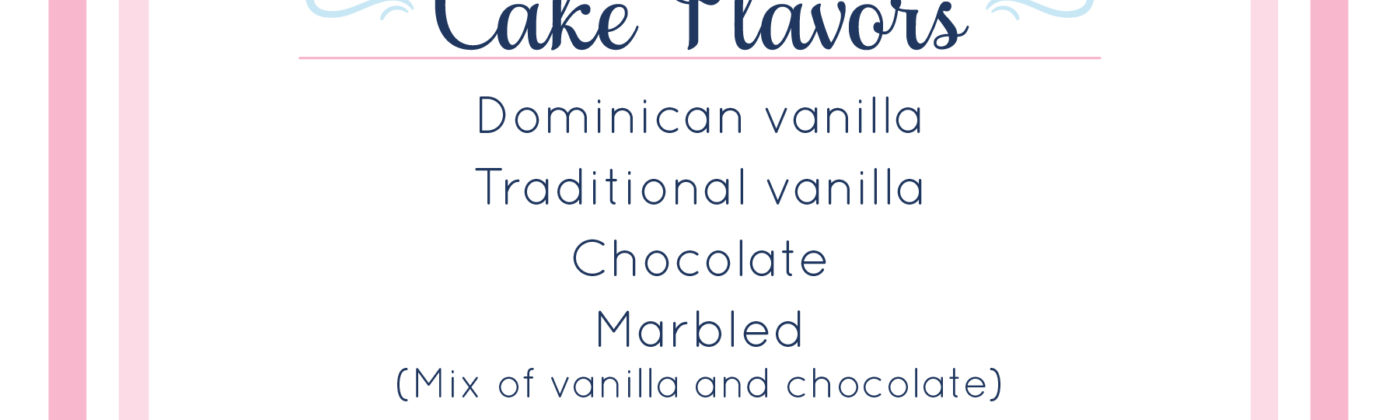 Cake Flavors
Dominican vanilla
Traditional vanilla
Chocolate
Marbled
(Mix of vanilla and chocolate)